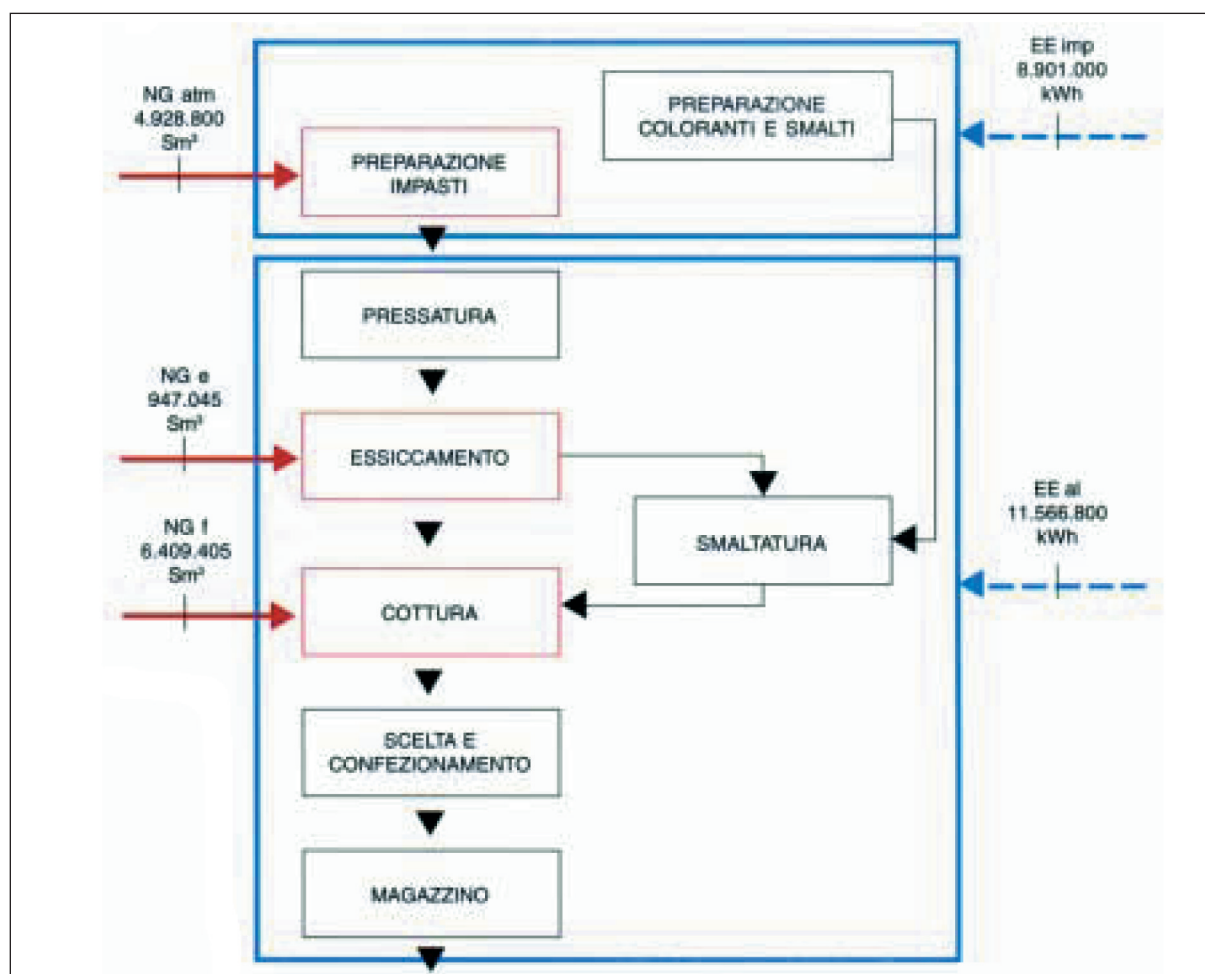 NG atm
4.928.800
Sm³
EE imp
8.901.000
kWh
PREPARAZIONE
COLORANTI E SMALTI
PREPARAZIONE
IMPASTI
PRESSATURA
NG e
947.045
Sm³
ESSICCAMENTO
EE al
11.566.800
kWh
SMALTATURA
NG f
6.409.405
Sm³
COTTURA
SCELTA E
CONFEZIONAMENTO
MAGAZZINO